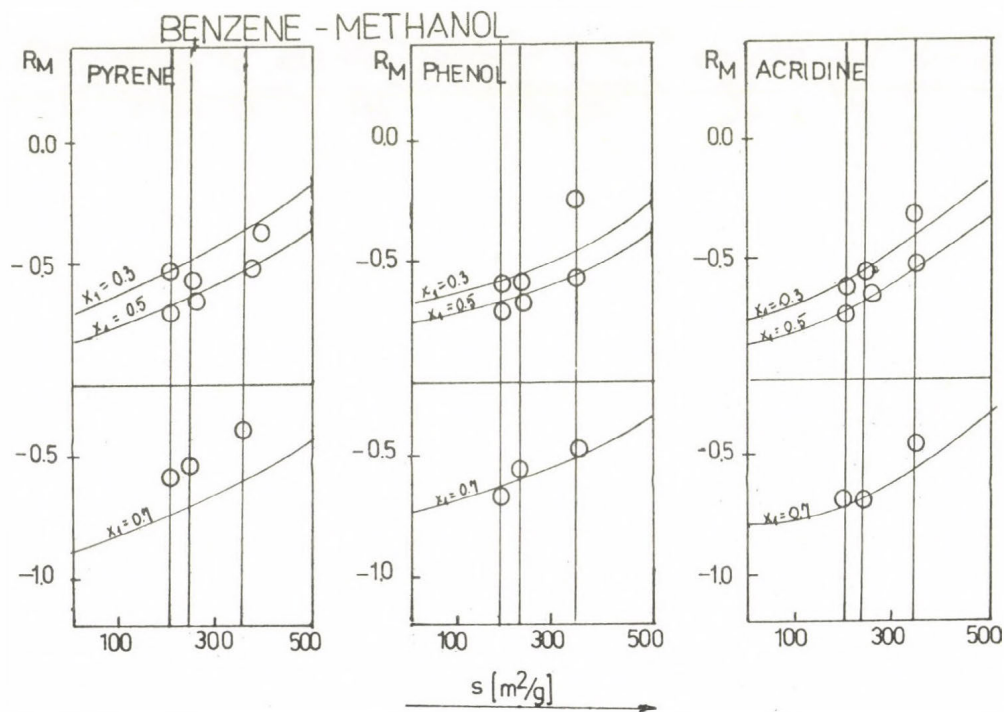 BENZENE - METHANOL
RM PYRENE
0.0
-0.5
x1 = 0.3
x1 = 0.5
-0.5
x1 = 0.7
-1.0
100 300 500
RM PHENOL
0.0
-0.5
x1 = 0.3
x1 = 0.5
-0.5
x1 = 0.7
-1.0
100 300 500
RM ACRIDINE
0.0
-0.5
x1 = 0.3
x1 = 0.5
-0.5
x1 = 0.7
-1.0
100 300 500
s [m²/g]